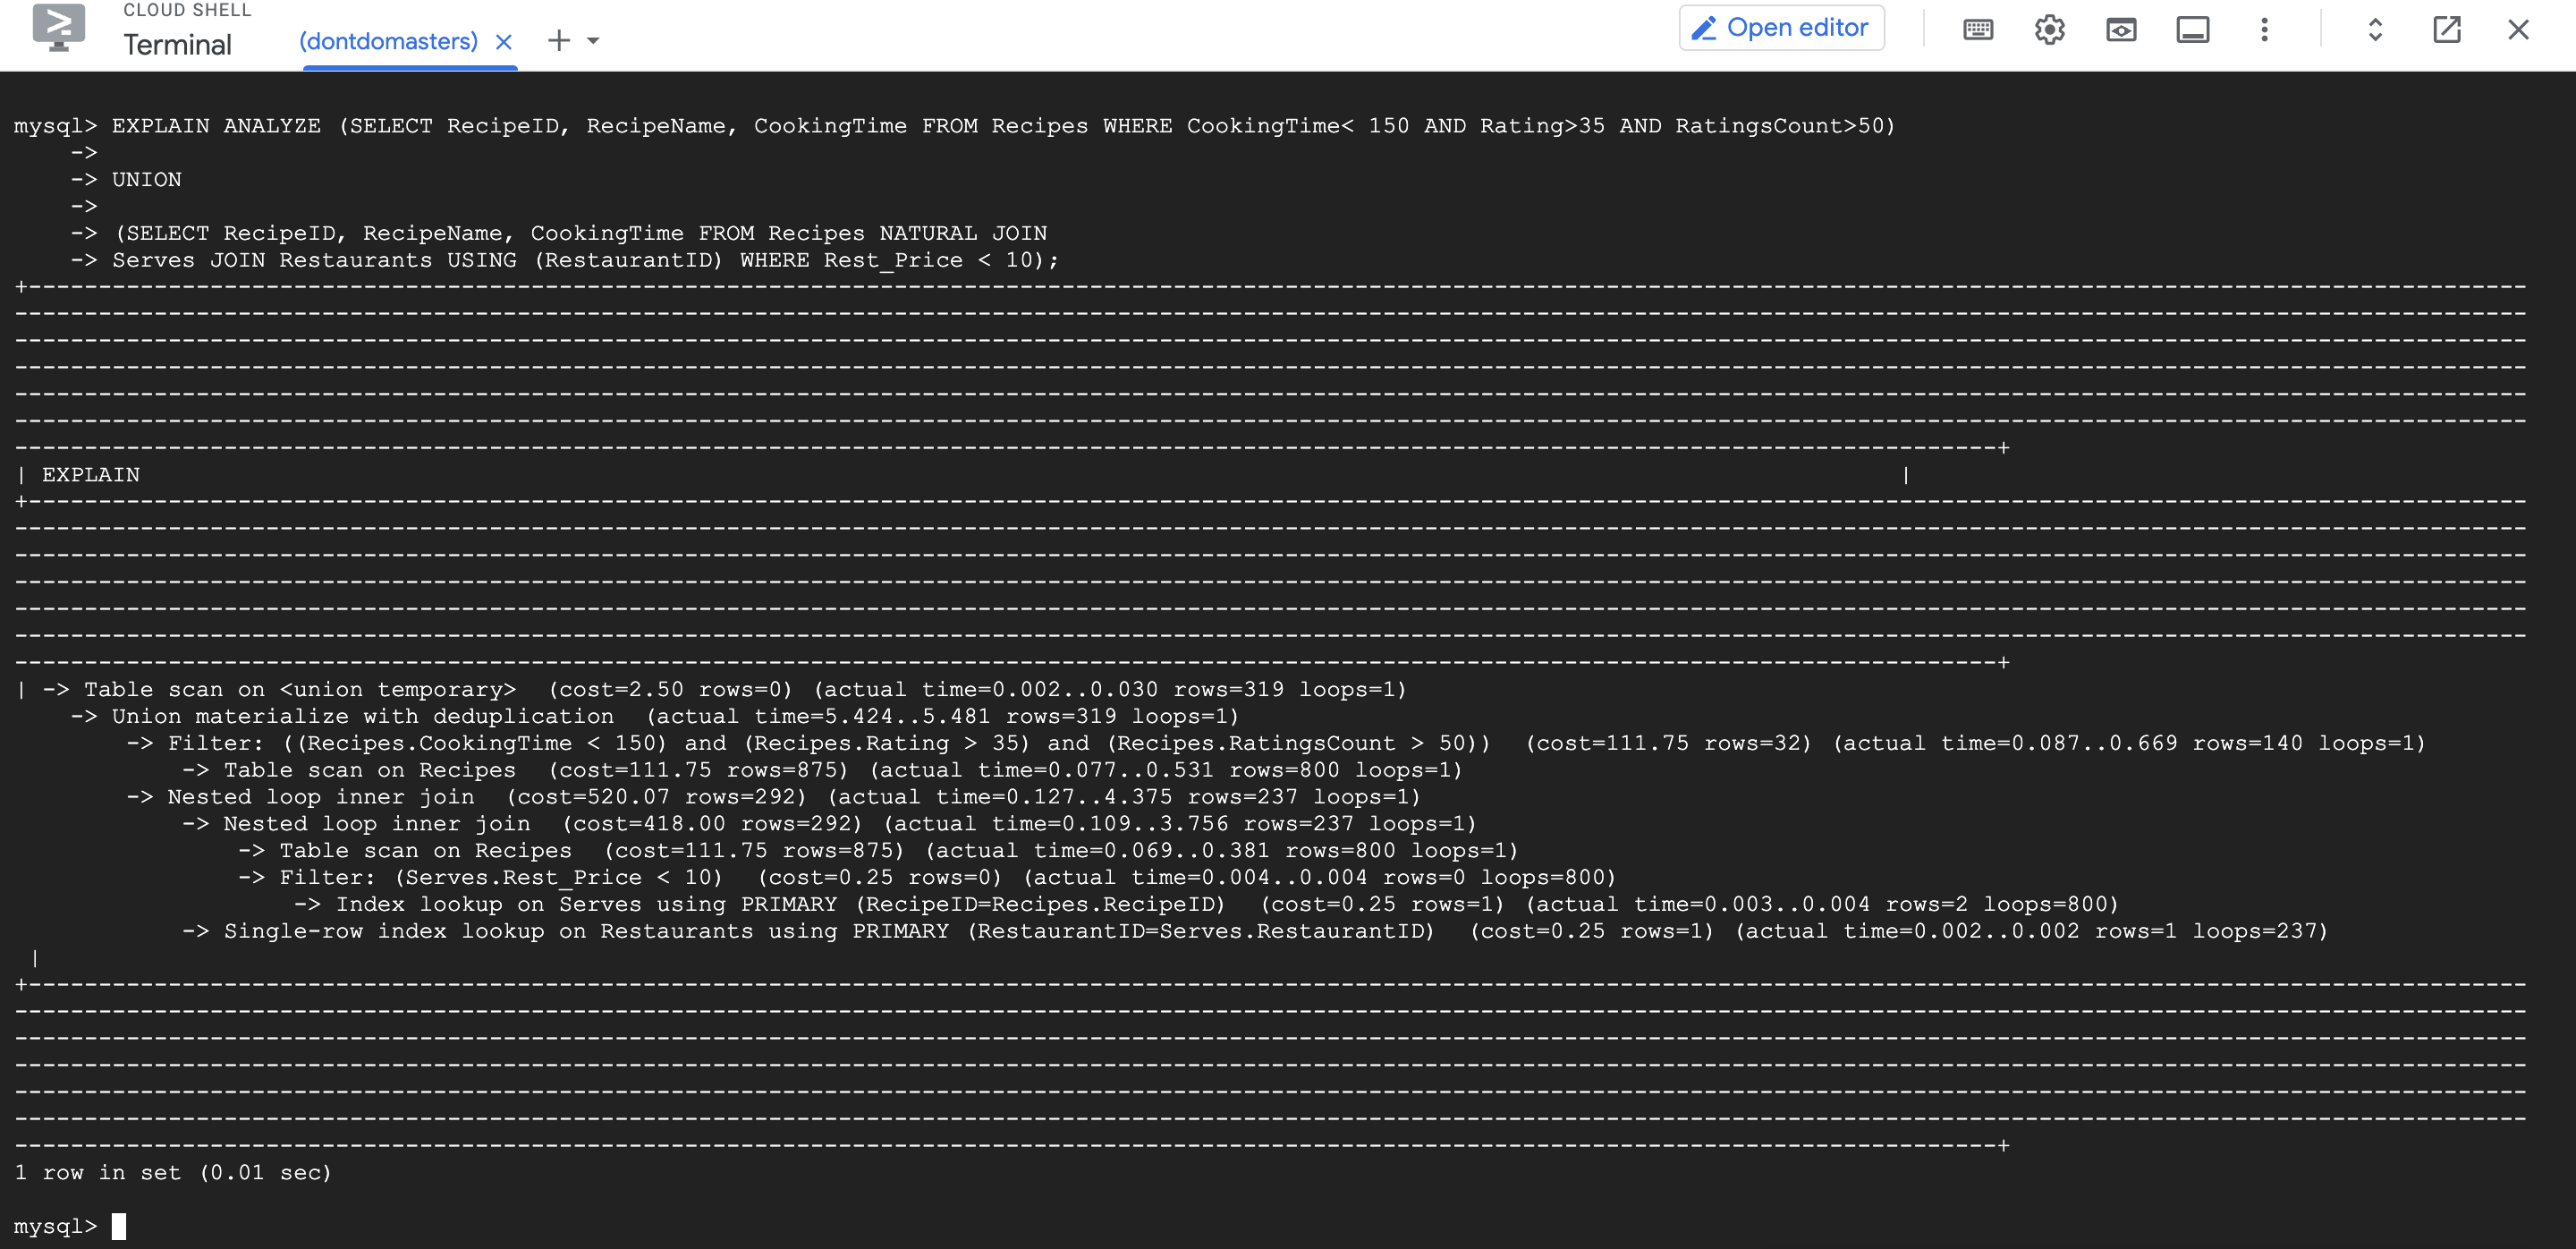 CLOUD SHELL
Terminal
(dontdomasters)
Open editor
mysql> EXPLAIN ANALYZE (SELECT RecipeID, RecipeName, CookingTime FROM Recipes WHERE CookingTime< 150 AND Rating>35 AND RatingsCount>50)
->
-> UNION
->
-> (SELECT RecipeID, RecipeName, CookingTime FROM Recipes NATURAL JOIN
-> Serves JOIN Restaurants USING (RestaurantID) WHERE Rest_Price < 10);
| EXPLAIN |
| -> Table scan on <union temporary> (cost=2.50 rows=0) (actual time=0.002..0.030 rows=319 loops=1)
-> Union materialize with deduplication (actual time=5.424..5.481 rows=319 loops=1)
-> Filter: ((Recipes.CookingTime < 150) and (Recipes.Rating > 35) and (Recipes.RatingsCount > 50)) (cost=111.75 rows=32) (actual time=0.087..0.669 rows=140 loops=1)
-> Table scan on Recipes (cost=111.75 rows=875) (actual time=0.077..0.531 rows=800 loops=1)
-> Nested loop inner join (cost=520.07 rows=292) (actual time=0.127..4.375 rows=237 loops=1)
-> Nested loop inner join (cost=418.00 rows=292) (actual time=0.109..3.756 rows=237 loops=1)
-> Table scan on Recipes (cost=111.75 rows=875) (actual time=0.069..0.381 rows=800 loops=1)
-> Filter: (Serves.Rest_Price < 10) (cost=0.25 rows=0) (actual time=0.004..0.004 rows=0 loops=800)
-> Index lookup on Serves using PRIMARY (RecipeID=Recipes.RecipeID) (cost=0.25 rows=1) (actual time=0.003..0.004 rows=2 loops=800)
-> Single-row index lookup on Restaurants using PRIMARY (RestaurantID=Serves.RestaurantID) (cost=0.25 rows=1) (actual time=0.002..0.002 rows=1 loops=237)
|
1 row in set (0.01 sec)
mysql>